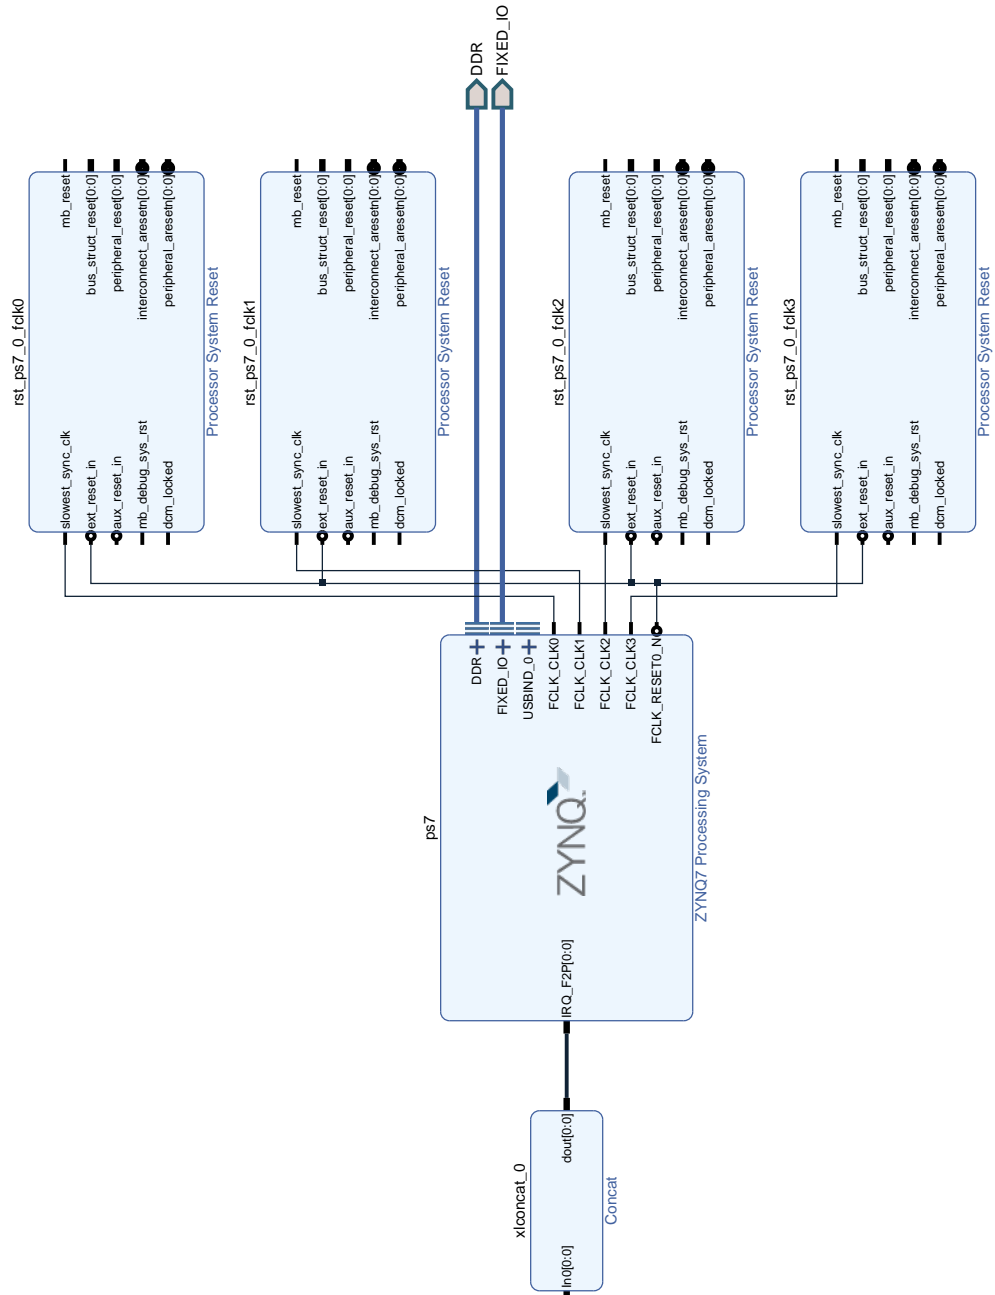 DDR
FIXED_IO
rst_ps7_0_fclk0
mb_reset
bus_struct_reset[0:0]
peripheral_reset[0:0]
interconnect_aresetn[0:0]
peripheral_aresetn[0:0]
slowest_sync_clk
ext_reset_in
aux_reset_in
mb_debug_sys_rst
dcm_locked
Processor System Reset
rst_ps7_0_fclk1
mb_reset
bus_struct_reset[0:0]
peripheral_reset[0:0]
interconnect_aresetn[0:0]
peripheral_aresetn[0:0]
slowest_sync_clk
ext_reset_in
aux_reset_in
mb_debug_sys_rst
dcm_locked
Processor System Reset
rst_ps7_0_fclk2
mb_reset
bus_struct_reset[0:0]
peripheral_reset[0:0]
interconnect_aresetn[0:0]
peripheral_aresetn[0:0]
slowest_sync_clk
ext_reset_in
aux_reset_in
mb_debug_sys_rst
dcm_locked
Processor System Reset
rst_ps7_0_fclk3
mb_reset
bus_struct_reset[0:0]
peripheral_reset[0:0]
interconnect_aresetn[0:0]
peripheral_aresetn[0:0]
slowest_sync_clk
ext_reset_in
aux_reset_in
mb_debug_sys_rst
dcm_locked
Processor System Reset
ps7
DDR
FIXED_IO
USBIND_0
FCLK_CLK0
FCLK_CLK1
FCLK_CLK2
FCLK_CLK3
FCLK_RESET0_N
ZYNQ
IRQ_F2P[0:0]
ZYNQ7 Processing System
xlconcat_0
dout[0:0]
In0[0:0]
Concat